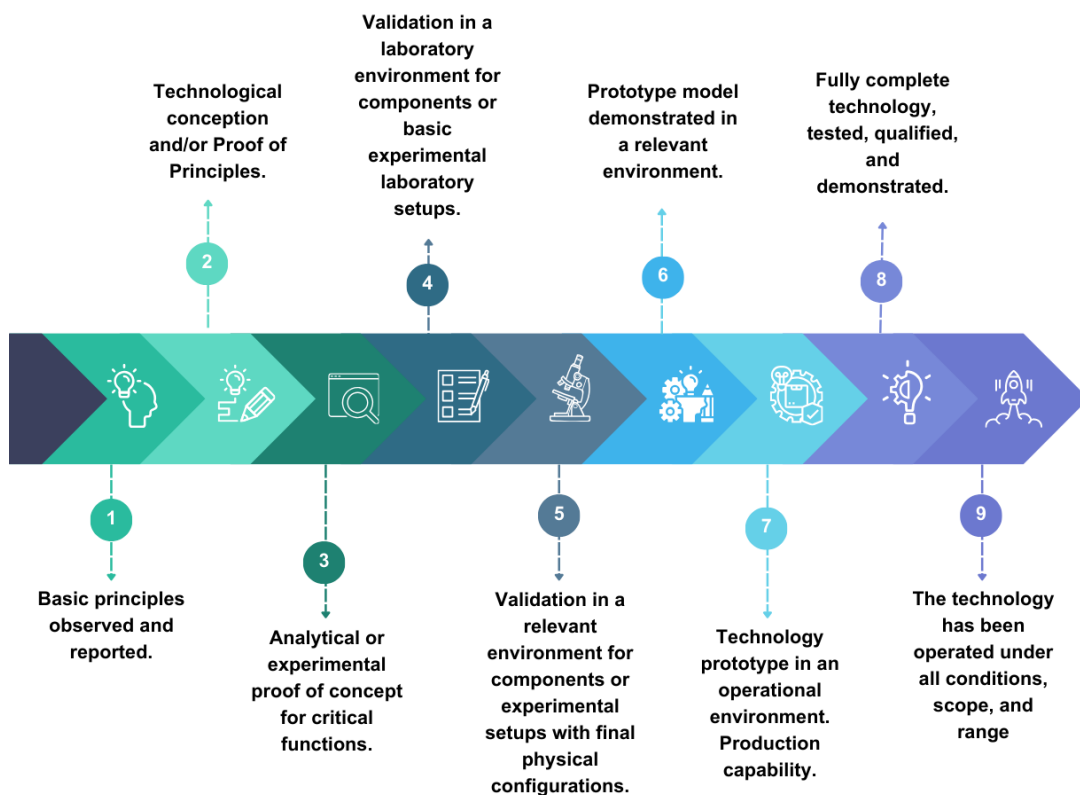 1
Basic principles
observed and
reported.
2
Technological
conception
and/or Proof of
Principles.
3
Analytical or
experimental
proof of concept
for critical
functions.
4
Validation in a
laboratory
environment for
components or
basic
experimental
laboratory
setups.
5
Validation in a
relevant
environment for
components or
experimental
setups with final
physical
configurations.
6
Prototype model
demonstrated in
a relevant
environment.
7
Technology
prototype in an
operational
environment.
Production
capability.
8
Fully complete
technology,
tested, qualified,
and
demonstrated.
9
The technology
has been
operated under
all conditions,
scope, and
range